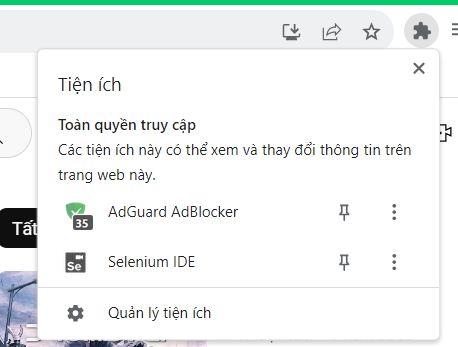 Tiện ích
Toàn quyền truy cập
Các tiện ích này có thể xem và thay đổi thông tin trên
trang web này.
AdGuard AdBlocker
35
Selenium IDE
Se
Quản lý tiện ích
Tất